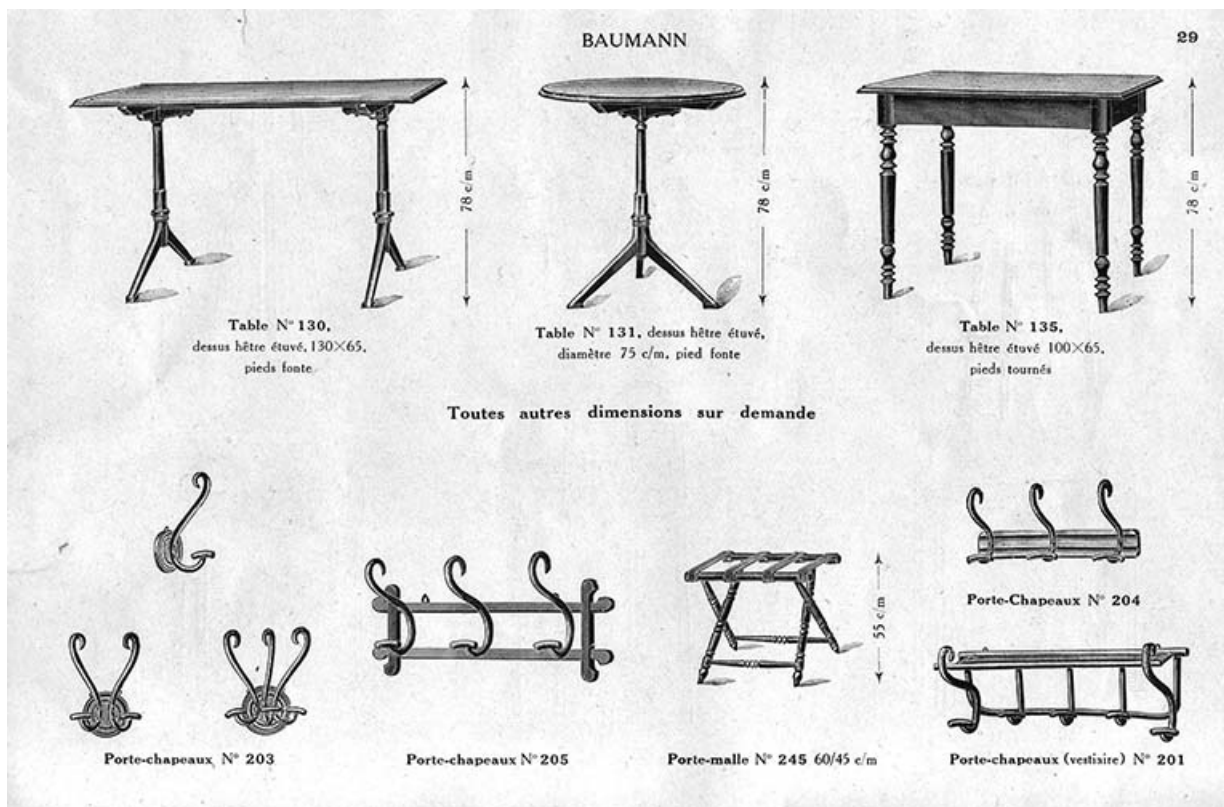 BAUMANN
29
78 c/m
78 c/m
78 c/m
Table N° 130,
dessus hêtre étuvé, 130×65,
pieds fonte
Table N° 131, dessus hêtre étuvé,
diamètre 75 c/m, pied fonte
Table N° 135,
dessus hêtre étuvé 100×65,
pieds tournés
Toutes autres dimensions sur demande
55 c/m
Porte-Chapeaux N° 204
Porte-chapeaux N° 203
Porte-chapeaux N° 205
Porte-malle N° 245 60/45 c/m
Porte-chapeaux (vestiaire) N° 201